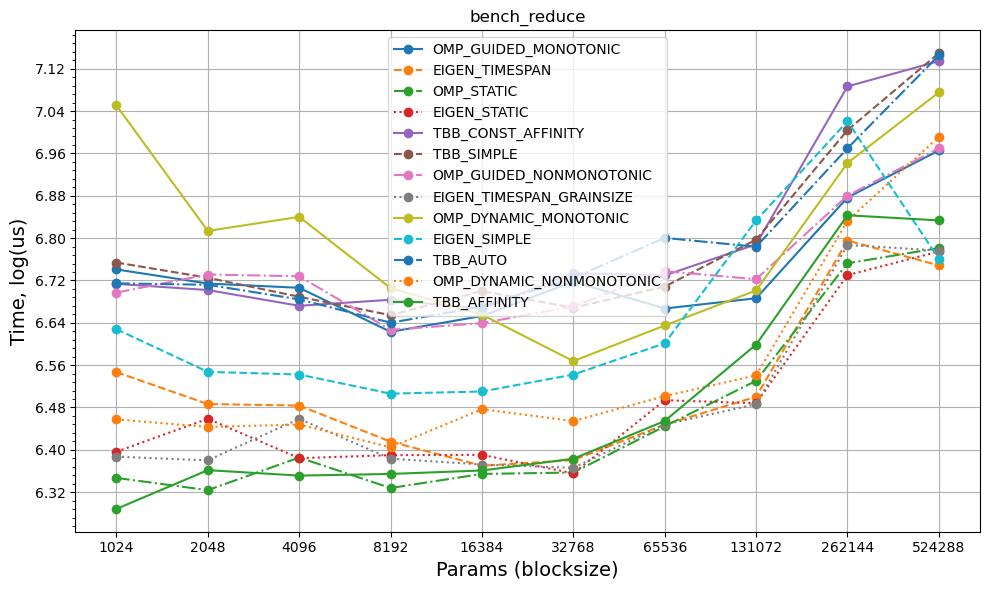 bench_reduce
Time, log(us)
7.12
7.04
6.96
6.88
6.80
6.72
6.64
6.56
6.48
6.40
6.32
OMP_GUIDED_MONOTONIC
EIGEN_TIMESPAN
OMP_STATIC
EIGEN_STATIC
TBB_CONST_AFFINITY
TBB_SIMPLE
OMP_GUIDED_NONMONOTONIC
EIGEN_TIMESPAN_GRAINSIZE
OMP_DYNAMIC_MONOTONIC
EIGEN_SIMPLE
TBB_AUTO
OMP_DYNAMIC_NONMONOTONIC
TBB_AFFINITY
1024 2048 4096 8192 16384 32768 65536 131072 262144 524288
Params (blocksize)